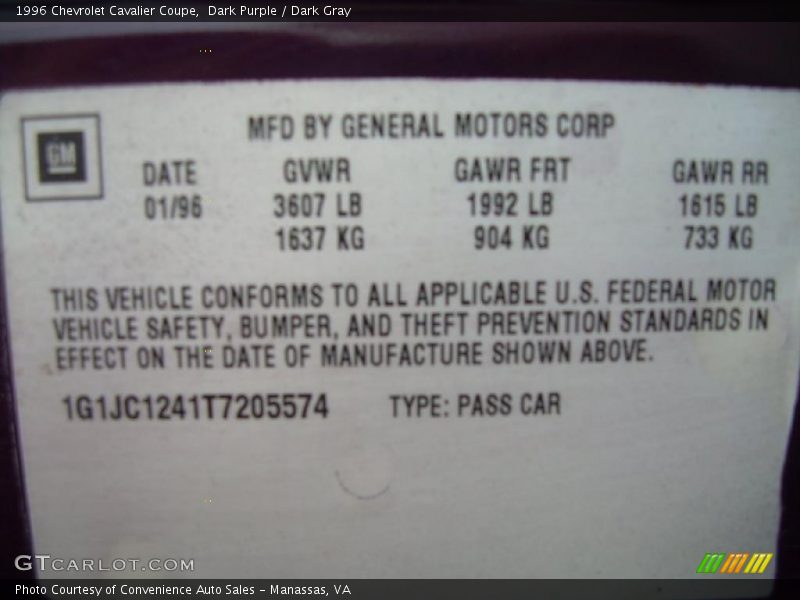 1996 Chevrolet Cavalier Coupe, Dark Purple / Dark Gray
GM
MFD BY GENERAL MOTORS CORP
DATE GVWR GAWR FRT GAWR RR
01/96 3607 LB 1992 LB 1615 LB
1637 KG 904 KG 733 KG
THIS VEHICLE CONFORMS TO ALL APPLICABLE U.S. FEDERAL MOTOR
VEHICLE SAFETY, BUMPER, AND THEFT PREVENTION STANDARDS IN
EFFECT ON THE DATE OF MANUFACTURE SHOWN ABOVE.
1G1JC1241T7205574 TYPE: PASS CAR
GTCARLOT.COM
Photo Courtesy of Convenience Auto Sales - Manassas, VA